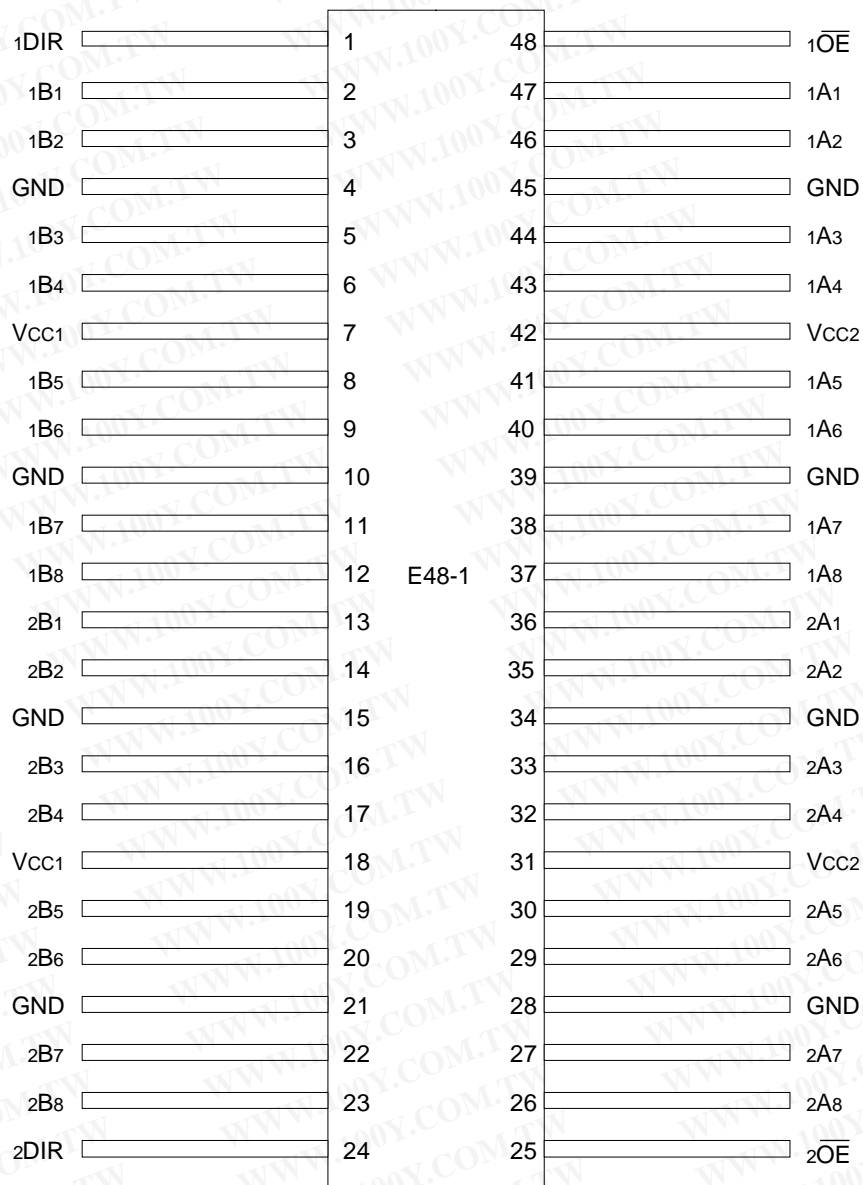 1DIR 1 48 1OE
1B1 2 47 1A1
1B2 3 46 1A2
GND 4 45 GND
1B3 5 44 1A3
1B4 6 43 1A4
VCC1 7 42 VCC2
1B5 8 41 1A5
1B6 9 40 1A6
GND 10 39 GND
1B7 11 38 1A7
1B8 12 E48-1 37 1A8
2B1 13 36 2A1
2B2 14 35 2A2
GND 15 34 GND
2B3 16 33 2A3
2B4 17 32 2A4
VCC1 18 31 VCC2
2B5 19 30 2A5
2B6 20 29 2A6
GND 21 28 GND
2B7 22 27 2A7
2B8 23 26 2A8
2DIR 24 25 2OE
WWW.100Y.COM.TW